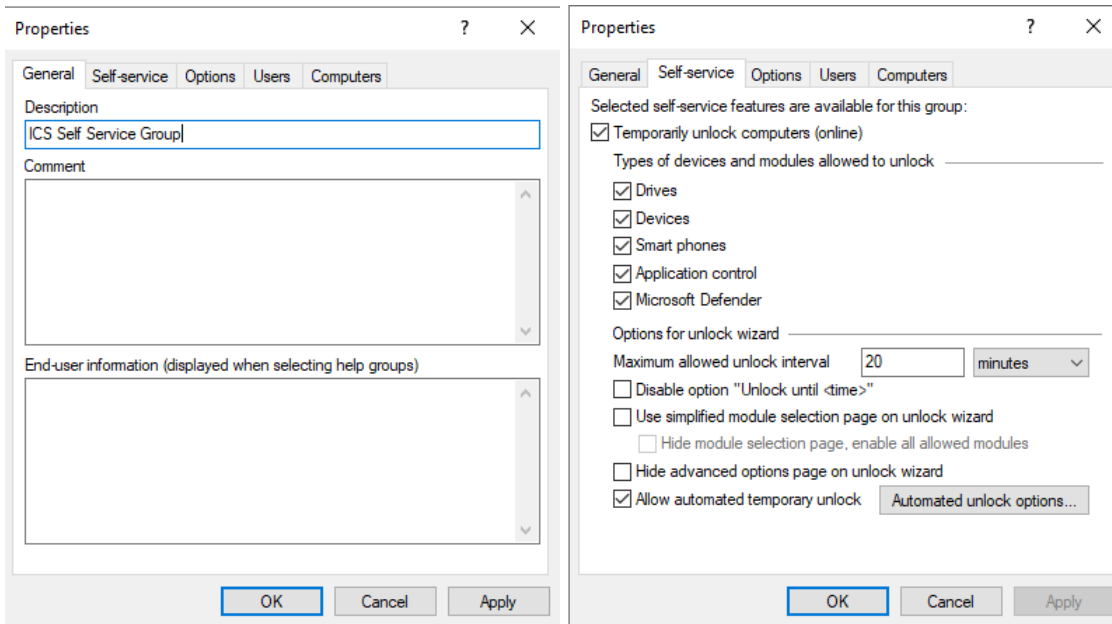 Properties ? ×
General Self-service Options Users Computers
Description
ICS Self Service Group
Comment
End-user information (displayed when selecting help groups)
OK Cancel Apply
Properties ? ×
General Self-service Options Users Computers
Selected self-service features are available for this group:
Temporarily unlock computers (online)
Types of devices and modules allowed to unlock
Drives
Devices
Smart phones
Application control
Microsoft Defender
Options for unlock wizard
Maximum allowed unlock interval 20 minutes
Disable option "Unlock until <time>"
Use simplified module selection page on unlock wizard
Hide module selection page, enable all allowed modules
Hide advanced options page on unlock wizard
Allow automated temporary unlock Automated unlock options...
OK Cancel Apply